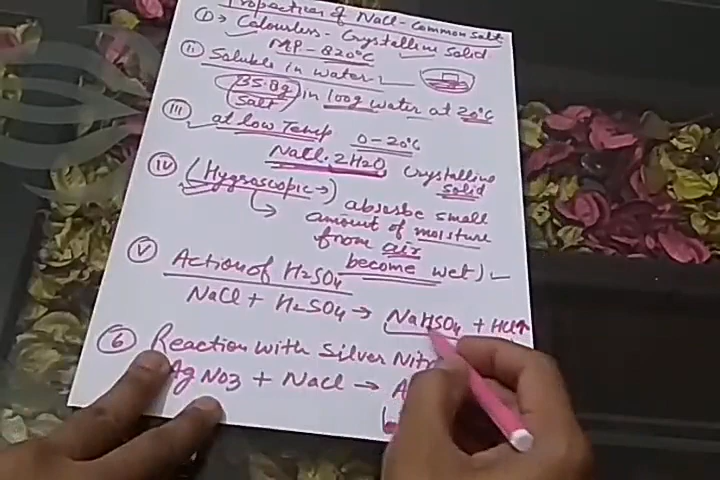 Properties of NaCl - Common Salt
(i) → Colourless - Crystalline Solid
MP - 820°C
(ii) Soluble in water -
35.8g Salt in 100g water at 20°C
(iii) at low Temp 0-20°C
NaCl. 2H2O Crystalline Solid
(iv) (Hygroscopic →)
absorbe small
amount of moisture
from air
become wet)
(v) Action of H2SO4
NaCl + H2SO4 → NaHSO4 + HCl↑
(6) Reaction with Silver Nit
AgNO3 + NaCl → A